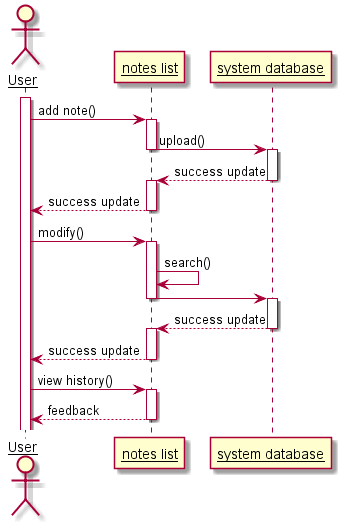 User
notes list
system database
add note()
upload()
success update
success update
modify()
search()
success update
success update
view history()
feedback
User
notes list
system database